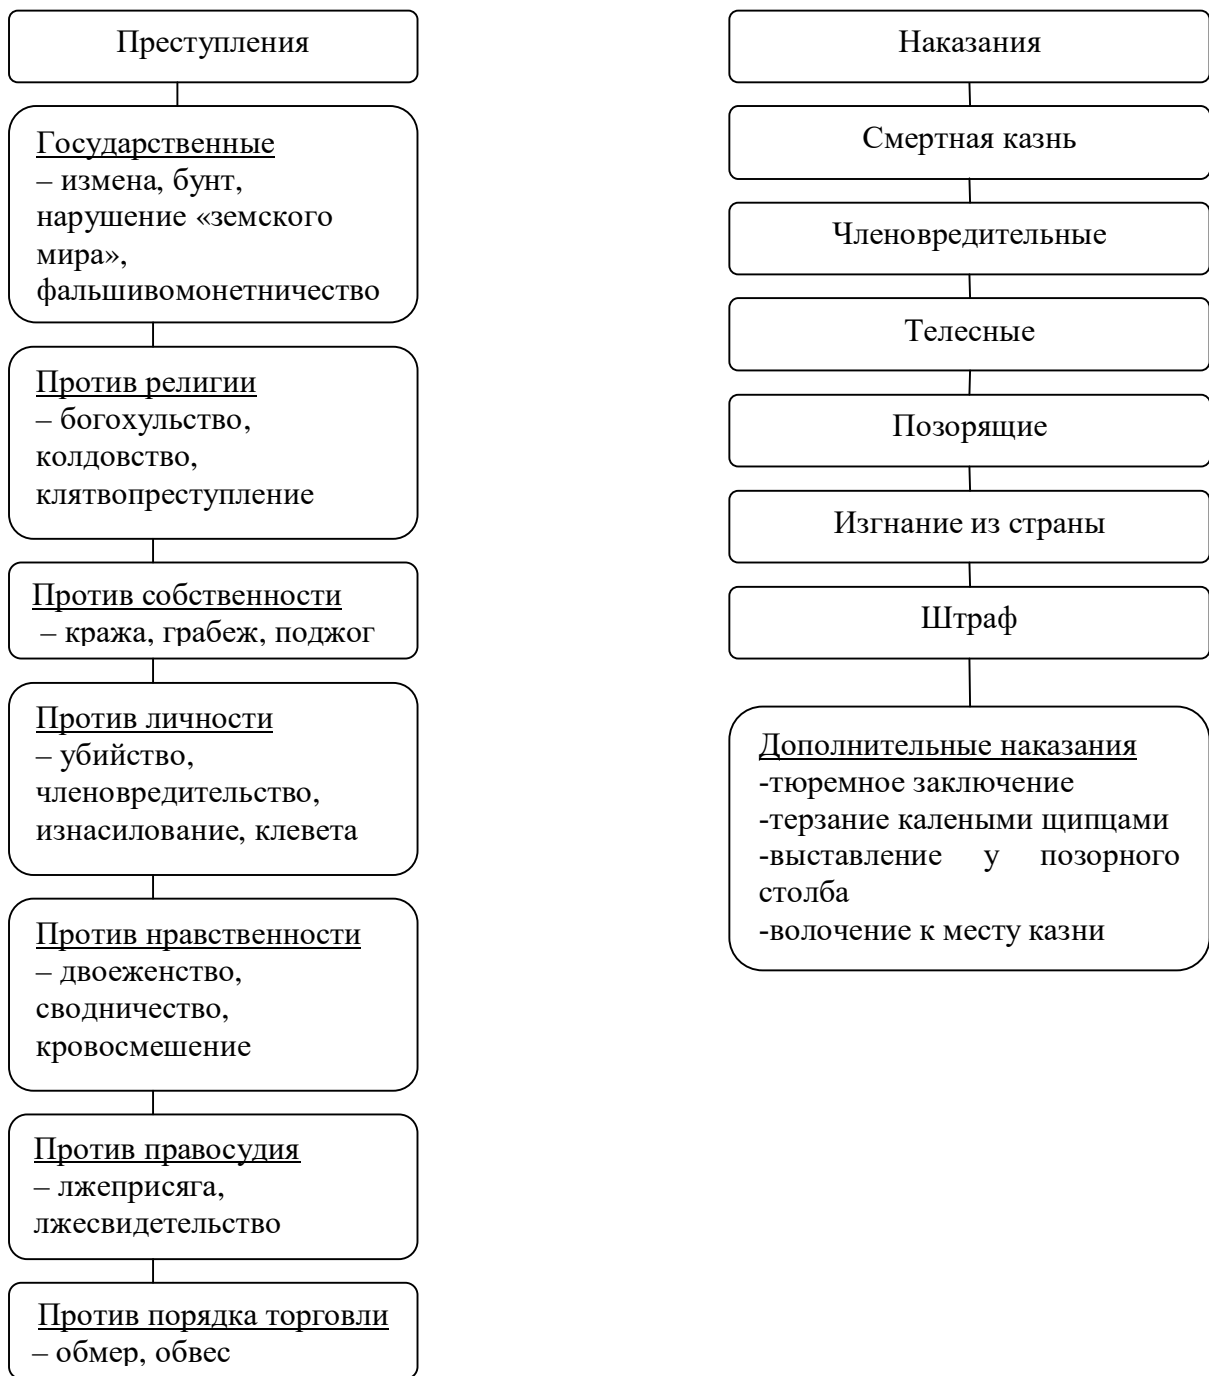 Преступления
Государственные
– измена, бунт,
нарушение «земского
мира»,
фальшивомонетничество
Против религии
– богохульство,
колдовство,
клятвопреступление
Против собственности
– кража, грабеж, поджог
Против личности
– убийство,
членовредительство,
изнасилование, клевета
Против нравственности
– двоеженство,
сводничество,
кровосмешение
Против правосудия
– лжеприсяга,
лжесвидетельство
Против порядка торговли
– обмер, обвес
Наказания
Смертная казнь
Членовредительные
Телесные
Позорящие
Изгнание из страны
Штраф
Дополнительные наказания
-тюремное заключение
-терзание калеными щипцами
-выставление у позорного
столба
-волочение к месту казни